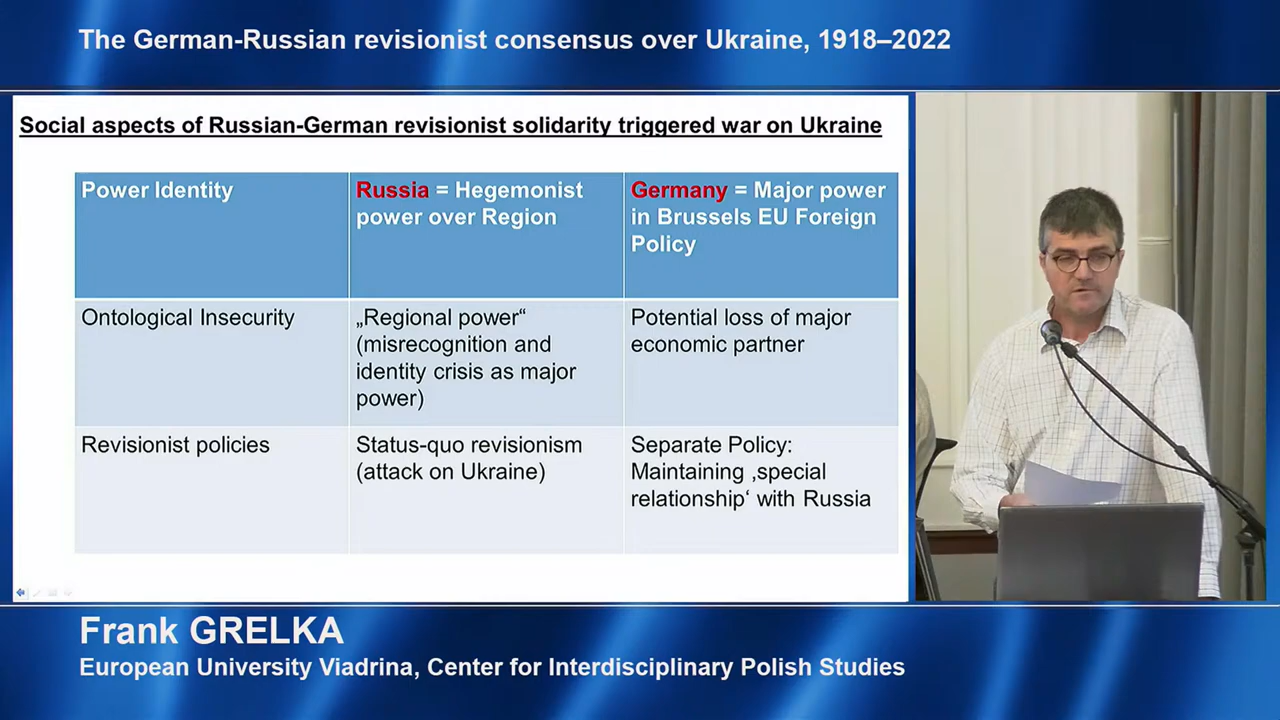 The German-Russian revisionist consensus over Ukraine, 1918–2022
Social aspects of Russian-German revisionist solidarity triggered war on Ukraine
Power Identity
Russia = Hegemonist
power over Region
Germany = Major power
in Brussels EU Foreign
Policy
Ontological Insecurity
„Regional power“
(misrecognition and
identity crisis as major
power)
Potential loss of major
economic partner
Revisionist policies
Status-quo revisionism
(attack on Ukraine)
Separate Policy:
Maintaining ‚special
relationship‘ with Russia
Frank GRELKA
European University Viadrina, Center for Interdisciplinary Polish Studies